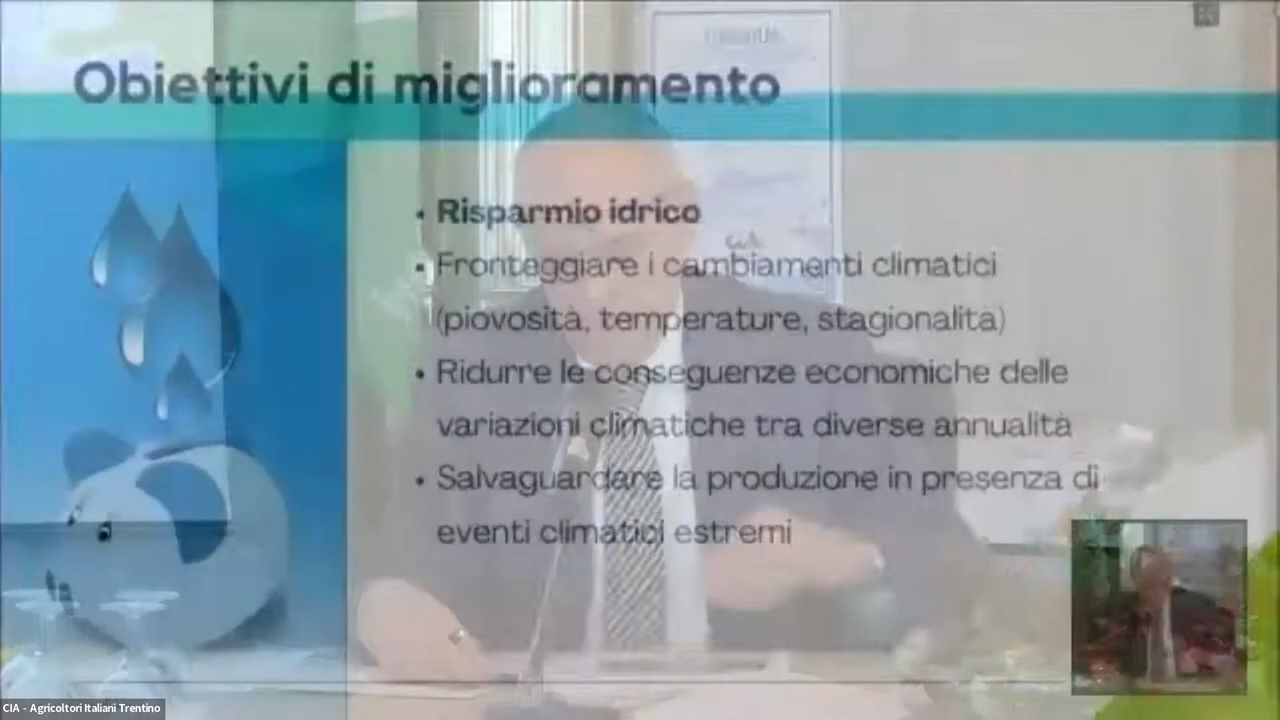 Obiettivi di miglioramento
• Risparmio idrico
• Fronteggiare i cambiamenti climatici
(piovosità, temperature, stagionalità)
• Ridurre le conseguenze economiche delle
variazioni climatiche tra diverse annualità
• Salvaguardare la produzione in presenza di
eventi climatici estremi
CIA - Agricoltori Italiani Trentino